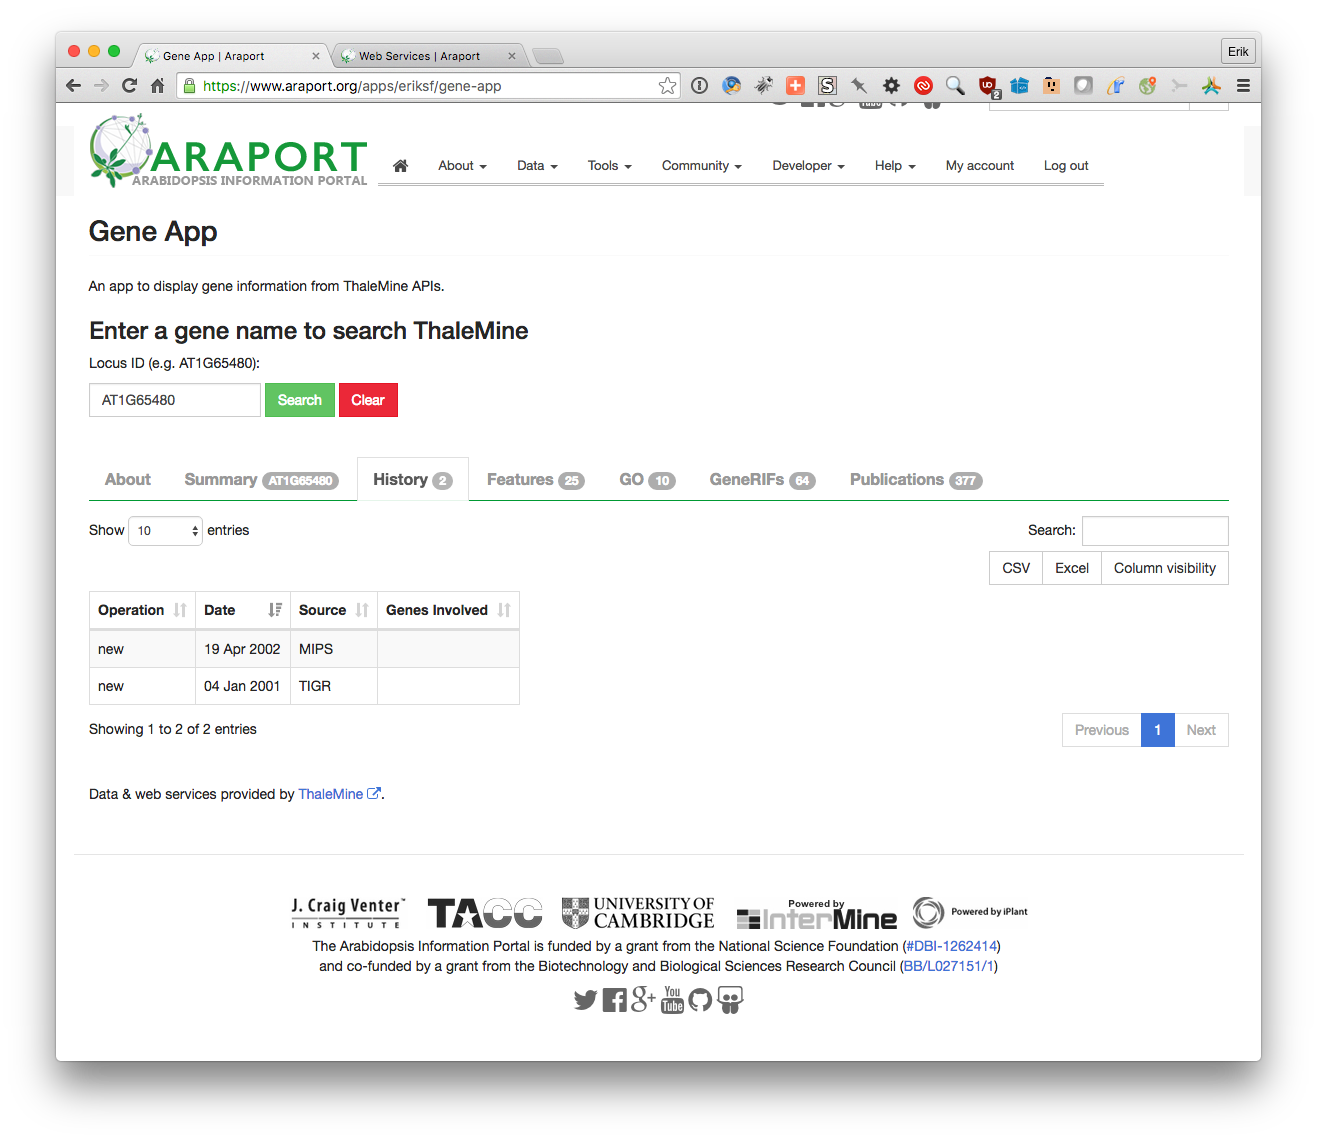 Gene App | Araport
Web Services | Araport
Erik
https://www.araport.org/apps/eriksf/gene-app
2
ARAPORT
ARABIDOPSIS INFORMATION PORTAL
About
Data
Tools
Community
Developer
Help
My account
Log out
Gene App
An app to display gene information from ThaleMine APIs.
Enter a gene name to search ThaleMine
Locus ID (e.g. AT1G65480):
AT1G65480
Search
Clear
About
Summary AT1G65480
History 2
Features 25
GO 10
GeneRIFs 64
Publications 377
Show 10 entries
Search:
CSV
Excel
Column visibility
Operation Date Source Genes Involved
new 19 Apr 2002 MIPS
new 04 Jan 2001 TIGR
Showing 1 to 2 of 2 entries
Previous 1 Next
Data & web services provided by ThaleMine.
J. Craig Venter™
INSTITUTE
TACC
UNIVERSITY OF
CAMBRIDGE
Powered by
InterMine
Powered by iPlant
The Arabidopsis Information Portal is funded by a grant from the National Science Foundation (#DBI-1262414)
and co-funded by a grant from the Biotechnology and Biological Sciences Research Council (BB/L027151/1)
g+
You
Tube